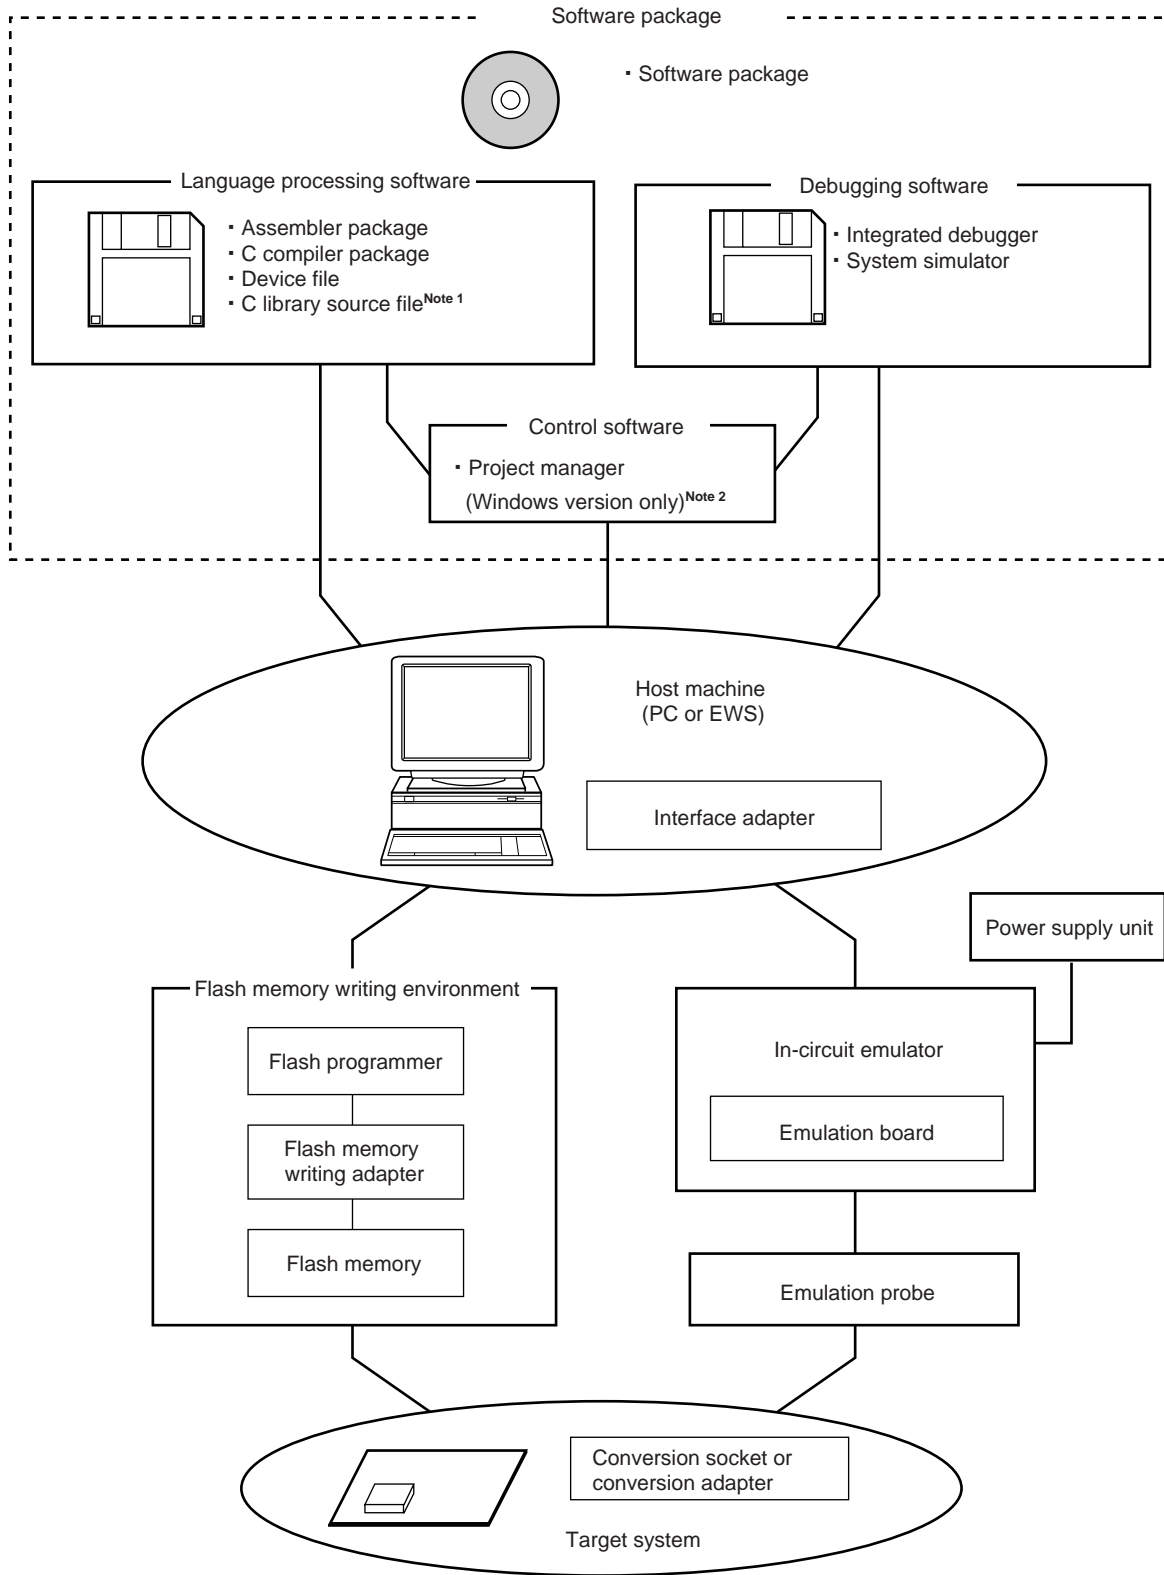 Software package
・Software package
Language processing software
・Assembler package
・C compiler package
・Device file
・C library source fileNote 1
Debugging software
・Integrated debugger
・System simulator
Control software
・Project manager
(Windows version only)Note 2
Host machine
(PC or EWS)
Interface adapter
Power supply unit
Flash memory writing environment
Flash programmer
Flash memory
writing adapter
Flash memory
In-circuit emulator
Emulation board
Emulation probe
Conversion socket or
conversion adapter
Target system